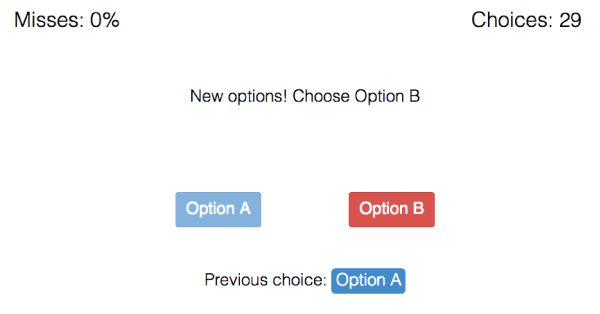 Misses: 0%
Choices: 29
New options! Choose Option B
Option A
Option B
Previous choice: Option A